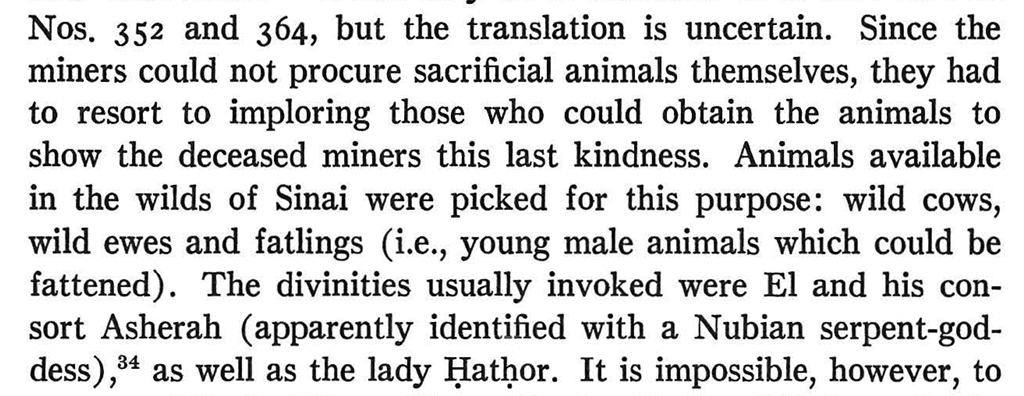 Nos. 352 and 364, but the translation is uncertain. Since the
miners could not procure sacrificial animals themselves, they had
to resort to imploring those who could obtain the animals to
show the deceased miners this last kindness. Animals available
in the wilds of Sinai were picked for this purpose: wild cows,
wild ewes and fatlings (i.e., young male animals which could be
fattened). The divinities usually invoked were El and his con-
sort Asherah (apparently identified with a Nubian serpent-god-
dess),³⁴ as well as the lady Ḥatḥor. It is impossible, however, to